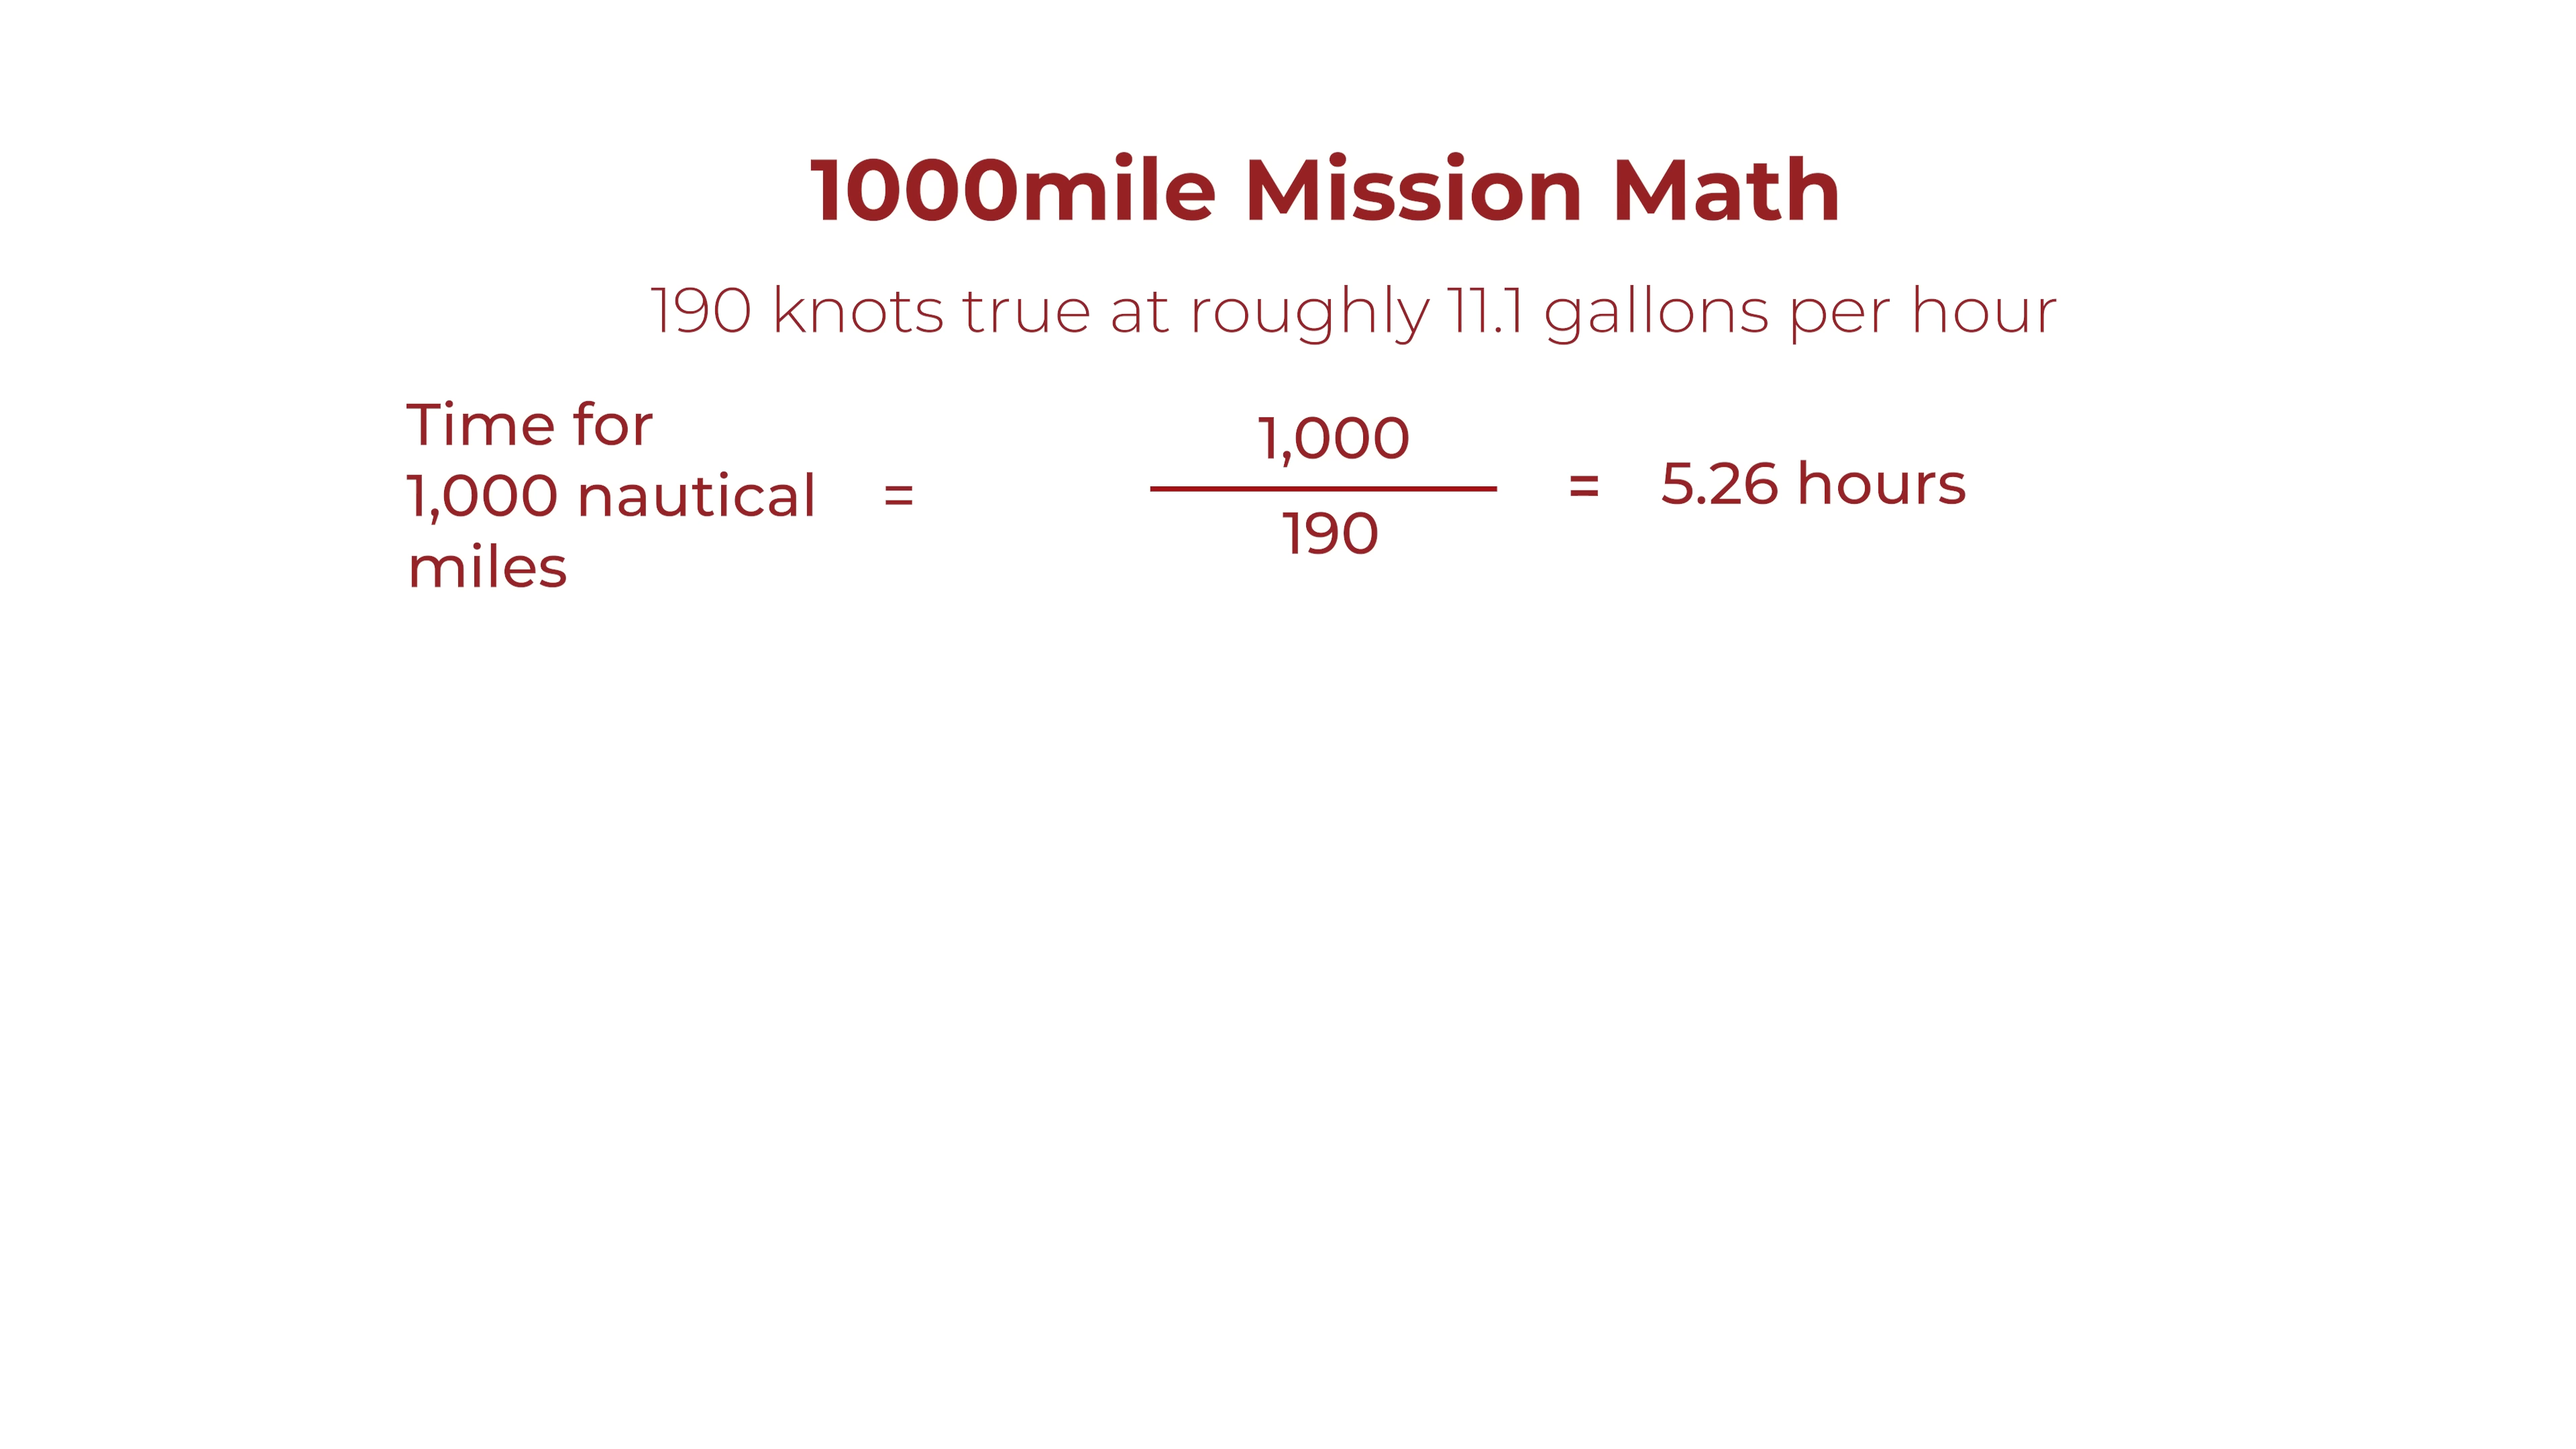 1000mile Mission Math
190 knots true at roughly 11.1 gallons per hour
Time for
1,000 nautical
miles
=
1,000
190
= 5.26 hours